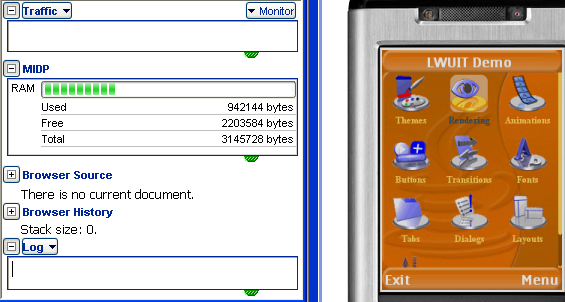 Traffic
Monitor
MIDP
RAM
Used 942144 bytes
Free 2203584 bytes
Total 3145728 bytes
Browser Source
There is no current document.
Browser History
Stack size: 0.
Log
LWUIT Demo
Themes Rendering Animations
Buttons Transitions Fonts
Tabs Dialogs Layouts
Exit Menu